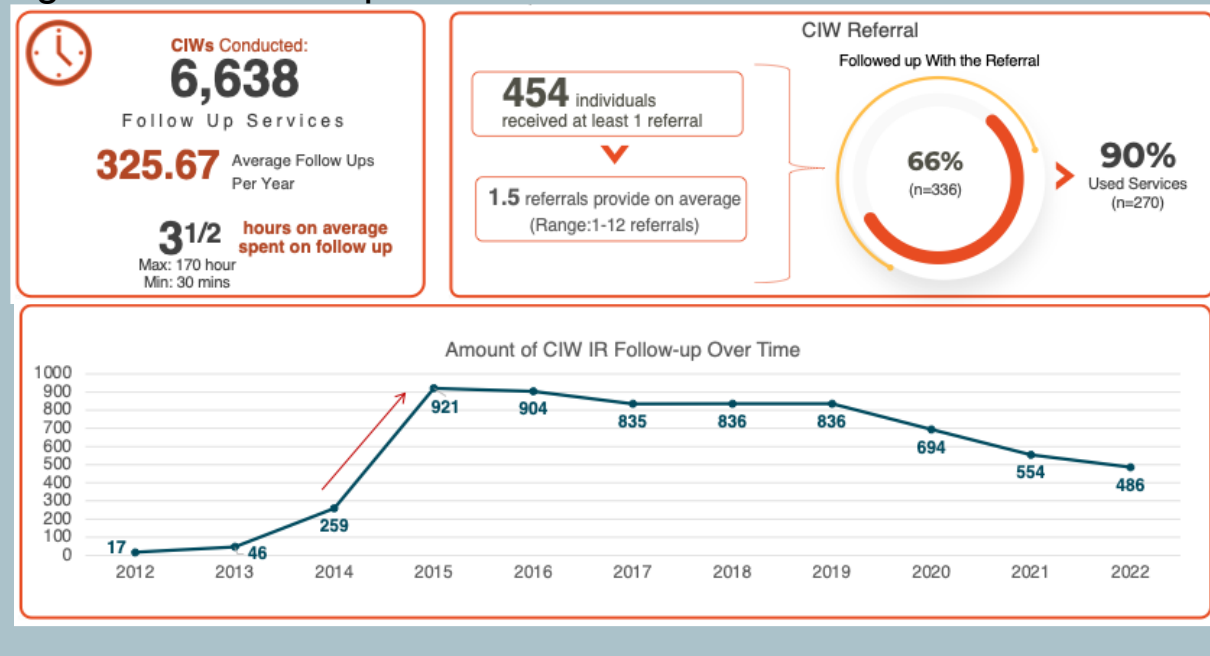 CIWs Conducted:
6,638
Follow Up Services
325.67 Average Follow Ups
Per Year
3 1/2 hours on average
spent on follow up
Max: 170 hour
Min: 30 mins
CIW Referral
454 individuals
received at least 1 referral
1.5 referrals provide on average
(Range:1-12 referrals)
Followed up With the Referral
66%
(n=336)
90%
Used Services
(n=270)
Amount of CIW IR Follow-up Over Time
1000
900
800
700
600
500
400
300
200
100
0
17
46
259
921
904
835
836
836
694
554
486
2012 2013 2014 2015 2016 2017 2018 2019 2020 2021 2022